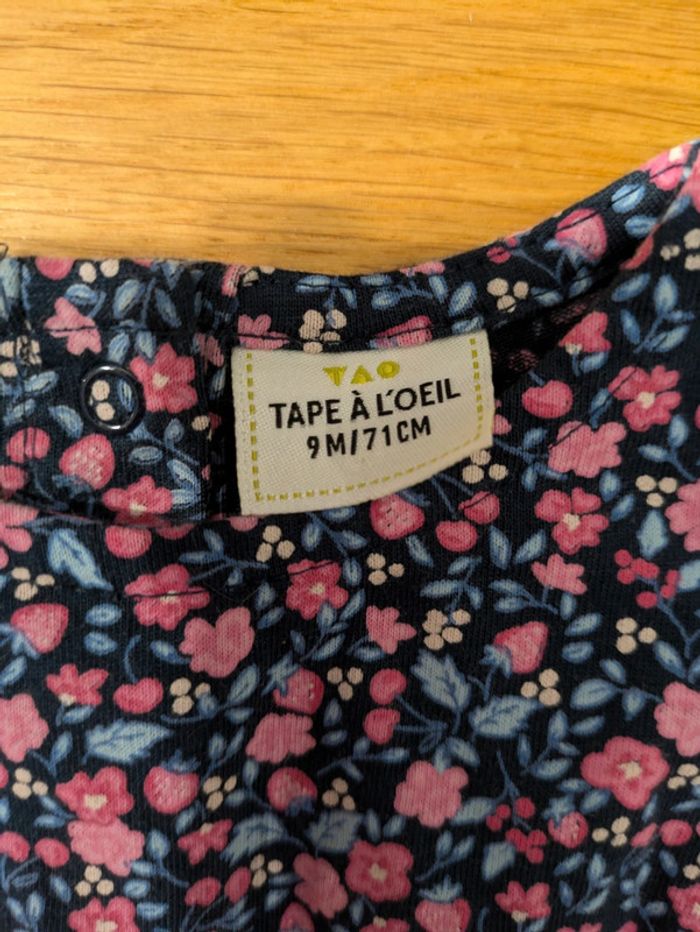 TAO
TAPE À L'OEIL
9M/71CM